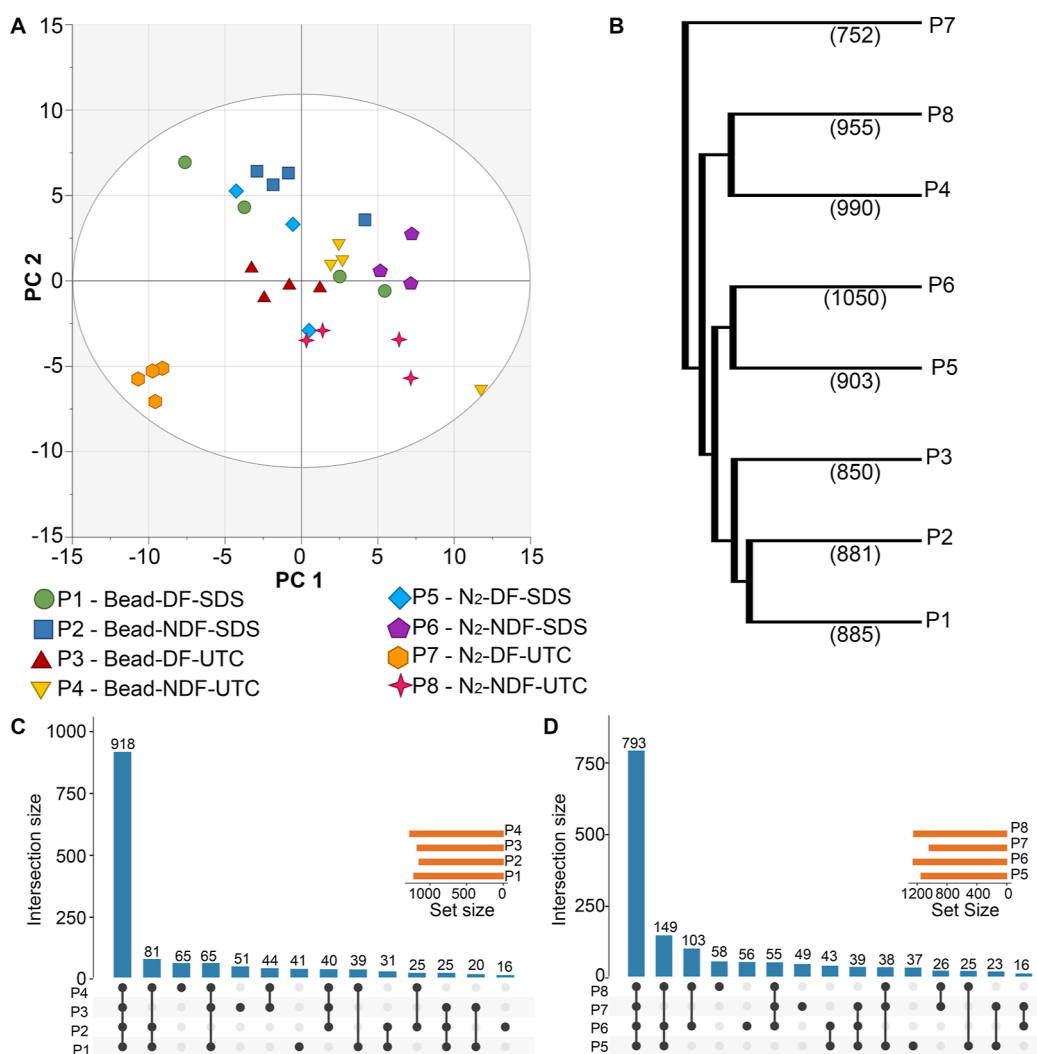 A
15
10
5
0
-5
-10
-15
PC 2
-15
-10
-5
0
5
10
15
PC 1
P1 - Bead-DF-SDS
P2 - Bead-NDF-SDS
P3 - Bead-DF-UTC
P4 - Bead-NDF-UTC
P5 - N2-DF-SDS
P6 - N2-NDF-SDS
P7 - N2-DF-UTC
P8 - N2-NDF-UTC
B
P7
(752)
P8
(955)
P4
(990)
P6
(1050)
P5
(903)
P3
(850)
P2
(881)
P1
(885)
C
Intersection size
1000
750
500
250
0
918
81
65
65
51
44
41
40
39
31
25
25
20
16
P4
P3
P2
P1
1000
500
0
Set size
P4
P3
P2
P1
D
Intersection size
750
500
250
0
793
149
103
58
56
55
49
43
39
38
37
26
25
23
16
P8
P7
P6
P5
1200
800
400
0
Set Size
P8
P7
P6
P5